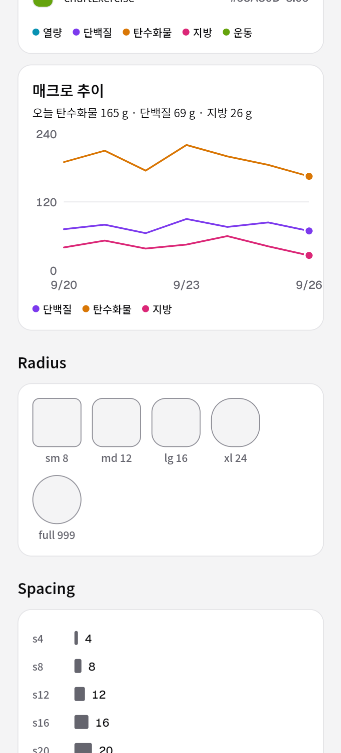 열량 단백질 탄수화물 지방 운동
매크로 추이
오늘 탄수화물 165 g · 단백질 69 g · 지방 26 g
240
120
0
9/20 9/23 9/26
단백질 탄수화물 지방
Radius
sm 8 md 12 lg 16 xl 24
full 999
Spacing
s4 4
s8 8
s12 12
s16 16
s20 20